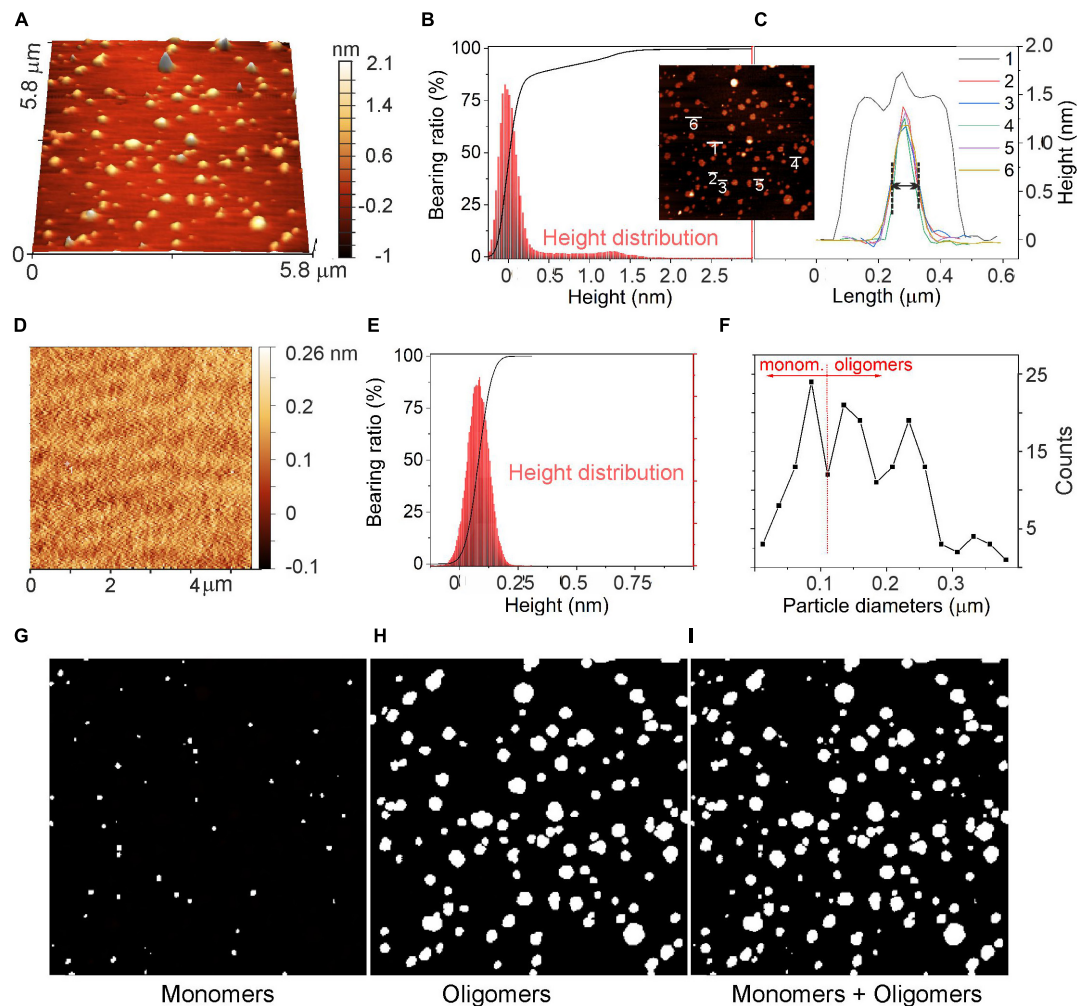 A
nm
2.1
1.4
0.6
-0.2
-1
5.8 µm
0
0
5.8 µm
B
Bearing ratio (%)
100
75
50
25
0
Height distribution
0
0.5
1.0
1.5
2.0
2.5
Height (nm)
6
1
4
2
3
5
C
1
2
3
4
5
6
2.0
1.5
1.0
0.5
0
Height (nm)
0
0.2
0.4
0.6
Length (µm)
D
0.26 nm
0.2
0.1
0
-0.1
0
2
4 µm
E
Bearing ratio (%)
100
75
50
25
0
Height distribution
0
0.25
0.5
0.75
Height (nm)
F
monom. oligomers
25
15
5
Counts
0.1
0.2
0.3
Particle diameters (µm)
G
H
I
Monomers
Oligomers
Monomers + Oligomers